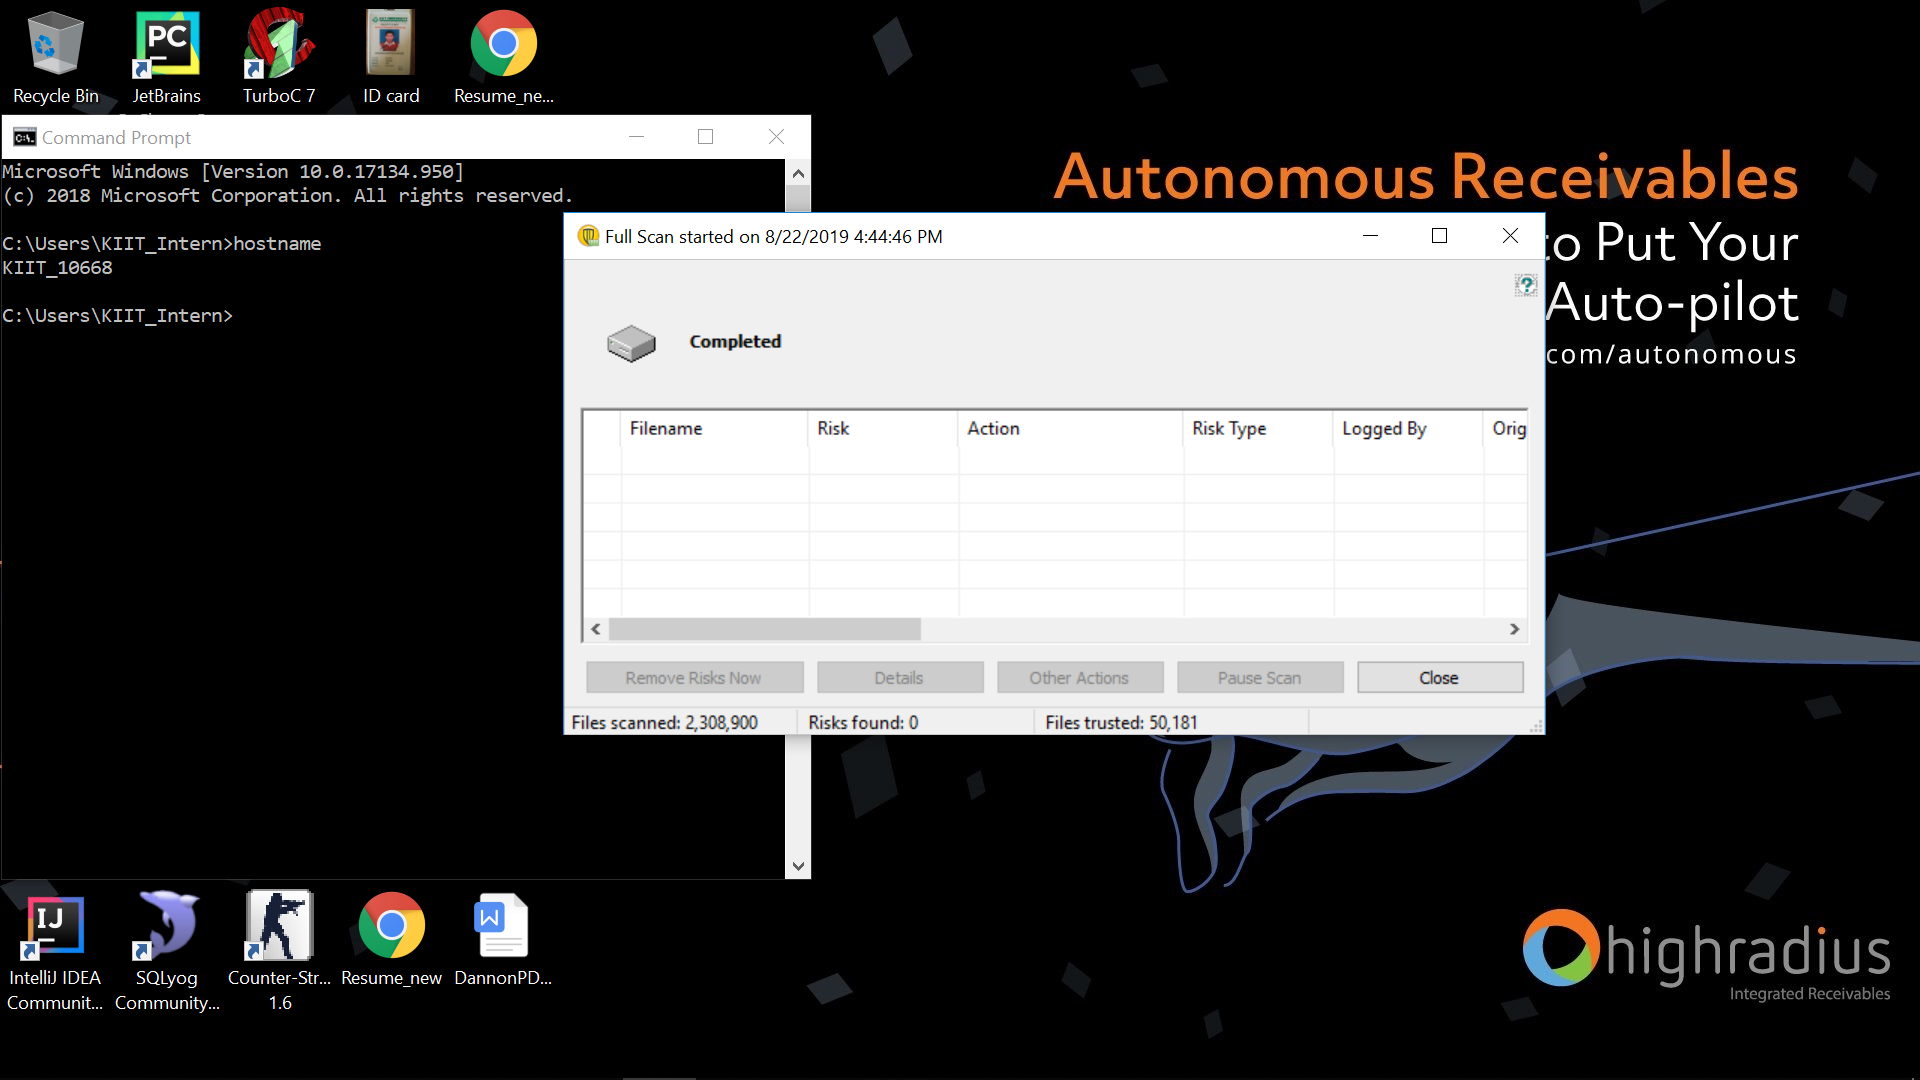 Recycle Bin
JetBrains
TurboC 7
ID card
Resume_ne...
Command Prompt
Microsoft Windows [Version 10.0.17134.950]
(c) 2018 Microsoft Corporation. All rights reserved.
C:\Users\KIIT_Intern>hostname
KIIT_10668
C:\Users\KIIT_Intern>
Autonomous Receivables
to Put Your
Auto-pilot
com/autonomous
Full Scan started on 8/22/2019 4:44:46 PM
Completed
Filename Risk Action Risk Type Logged By Orig
Remove Risks Now Details Other Actions Pause Scan Close
Files scanned: 2,308,900 Risks found: 0 Files trusted: 50,181
IntelliJ IDEA
Communit...
SQLyog
Community...
Counter-Str...
1.6
Resume_new
DannonPD...
highradius
Integrated Receivables